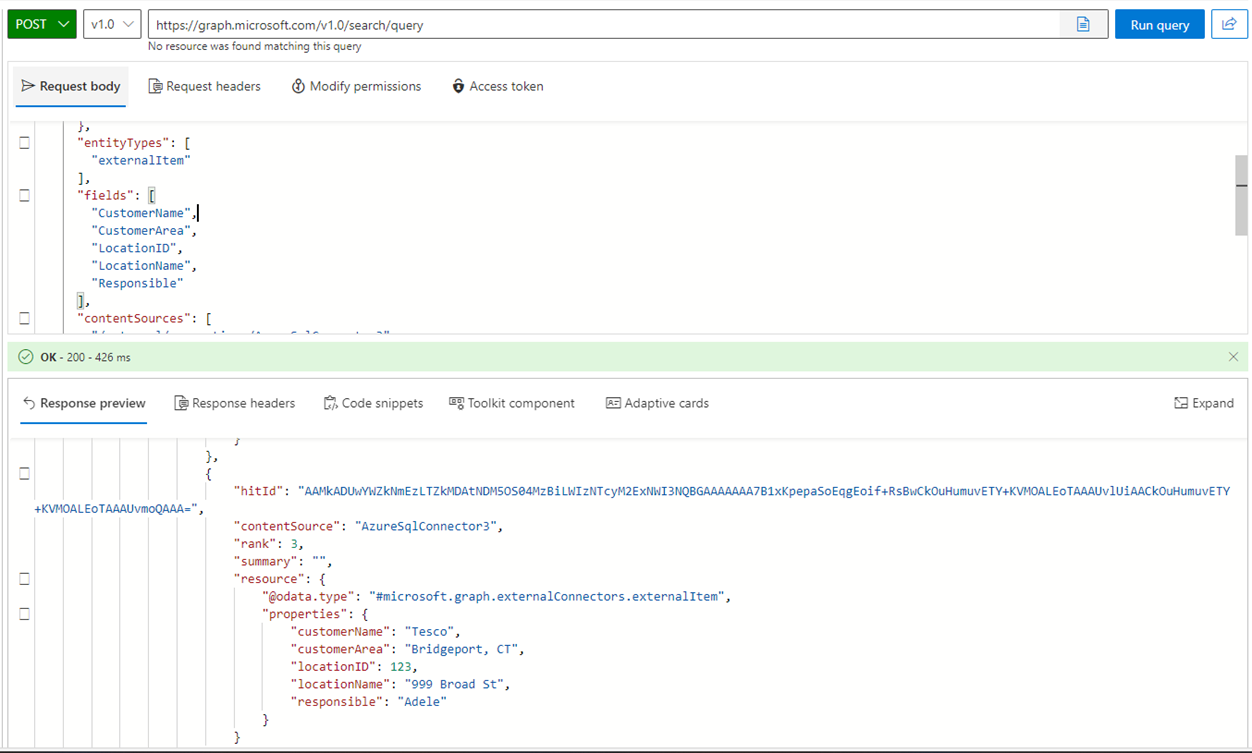 POST v1.0 https://graph.microsoft.com/v1.0/search/query Run query
No resource was found matching this query
Request body Request headers Modify permissions Access token
},
"entityTypes": [
"externalItem"
],
"fields": [
"CustomerName",
"CustomerArea",
"LocationID",
"LocationName",
"Responsible"
],
"contentSources": [
OK - 200 - 426 ms
Response preview Response headers Code snippets Toolkit component Adaptive cards Expand
}
},
{
"hitId": "AAMkADUwYWZkNmEzLTZkMDAtNDM5OS04MzBiLWIzNTcyM2ExNWI3NQBGAAAAAAA7B1xKpepaSoEqgEoif+RsBwCkOuHumuvETY+KVMOALEoTAAAUvlUiAACkOuHumuvETY
+KVMOALEoTAAAUvmoQAAA=",
"contentSource": "AzureSqlConnector3",
"rank": 3,
"summary": "",
"resource": {
"@odata.type": "#microsoft.graph.externalConnectors.externalItem",
"properties": {
"customerName": "Tesco",
"customerArea": "Bridgeport, CT",
"locationID": 123,
"locationName": "999 Broad St",
"responsible": "Adele"
}
}